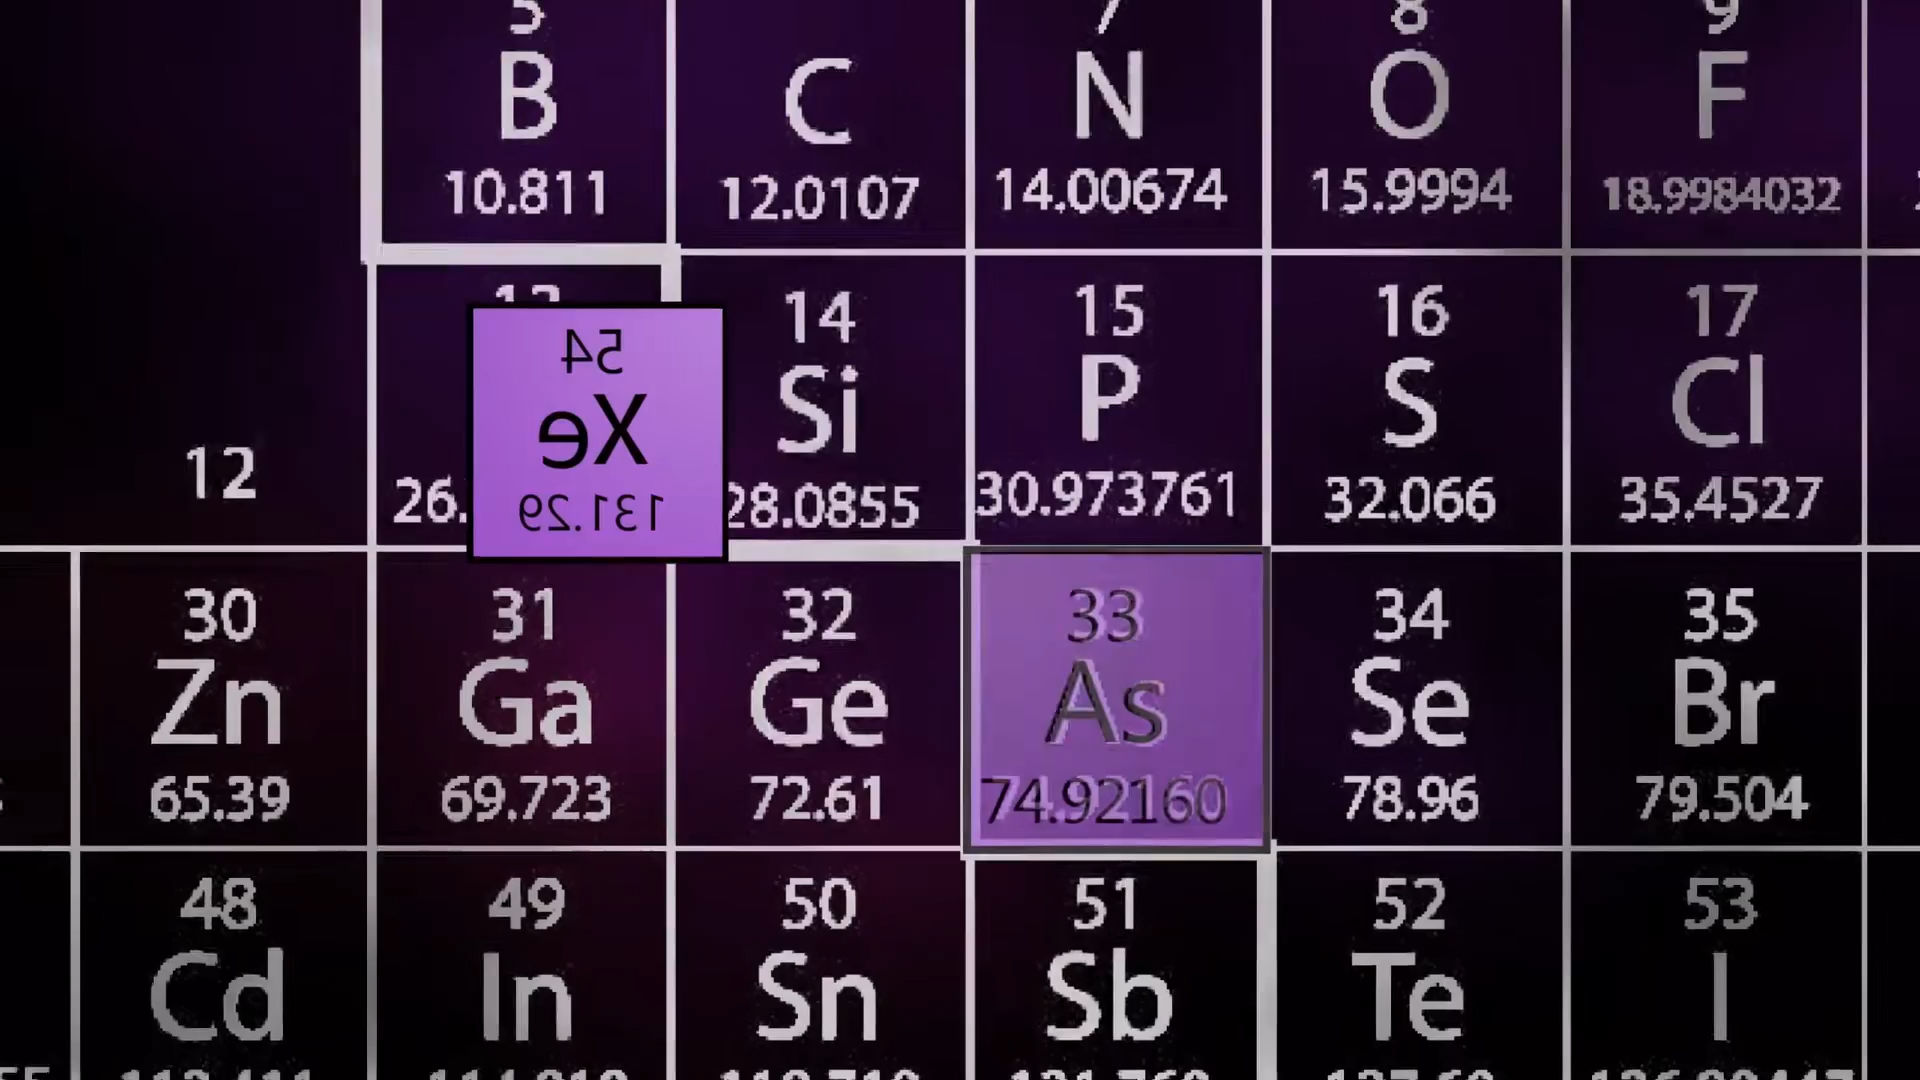 5 7 8 9
B C N O F
10.811 12.0107 14.00674 15.9994 18.9984032
13 14 15 16 17
54
Xe
131.29
Si P S Cl
12 26. 28.0855 30.973761 32.066 35.4527
30 31 32 33 34 35
Zn Ga Ge As Se Br
65.39 69.723 72.61 74.92160 78.96 79.504
48 49 50 51 52 53
Cd In Sn Sb Te I